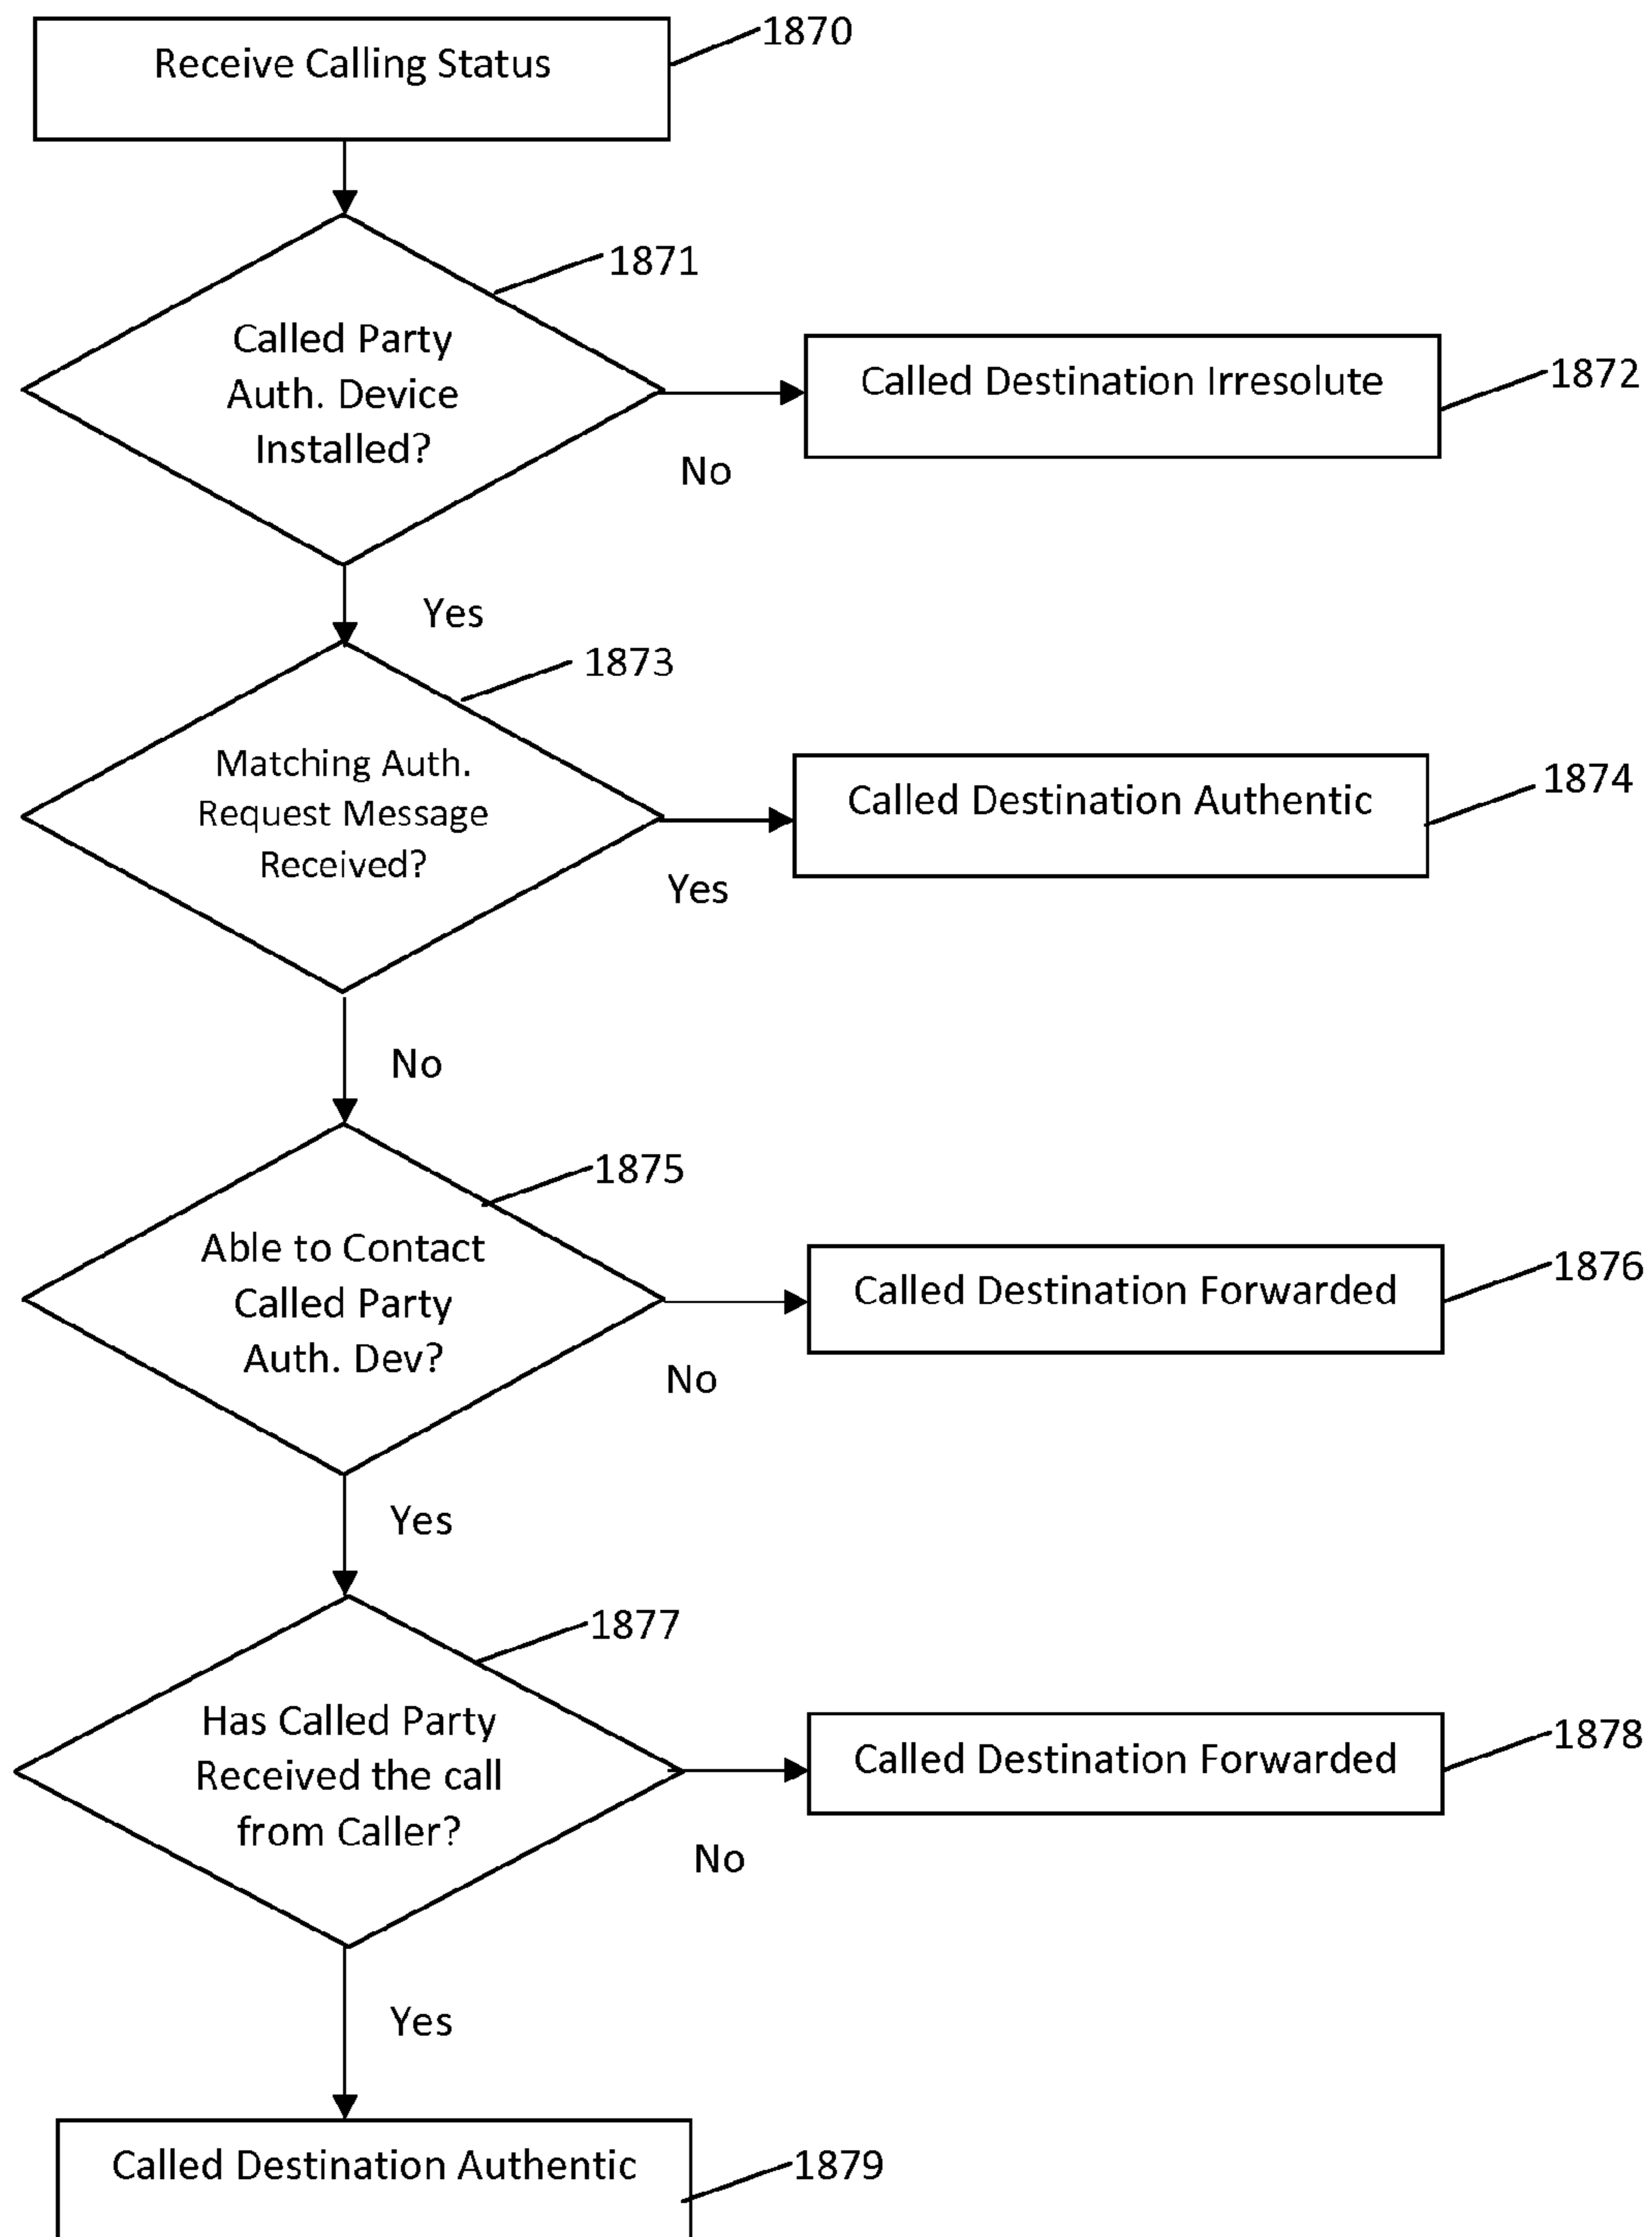 Receive Calling Status
1870
1871
Called Party
Auth. Device
Installed?
Called Destination Irresolute
1872
No
Yes
1873
Matching Auth.
Request Message
Received?
Called Destination Authentic
1874
Yes
No
1875
Able to Contact
Called Party
Auth. Dev?
Called Destination Forwarded
1876
No
Yes
1877
Has Called Party
Received the call
from Caller?
Called Destination Forwarded
1878
No
Yes
Called Destination Authentic
1879